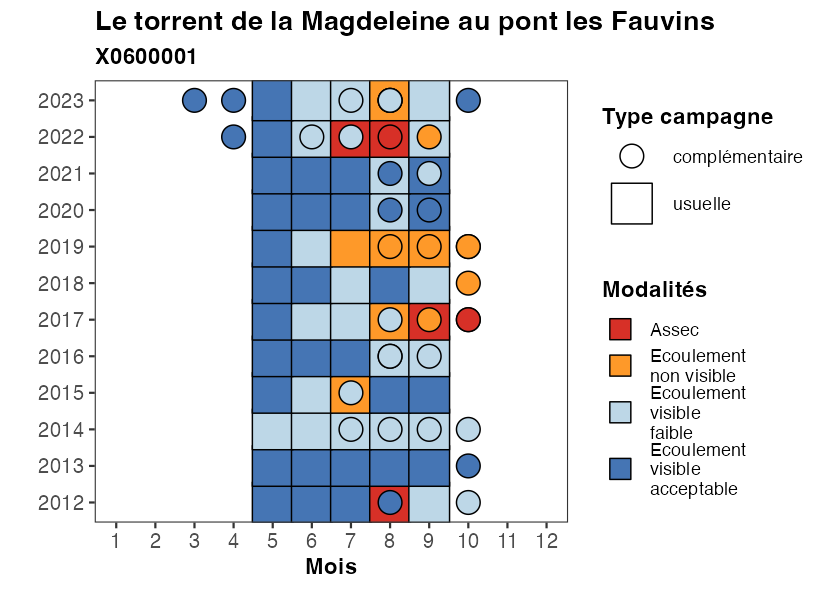 Le torrent de la Magdeleine au pont les Fauvins
X0600001
2023
2022
2021
2020
2019
2018
2017
2016
2015
2014
2013
2012
1 2 3 4 5 6 7 8 9 10 11 12
Mois
Type campagne
complémentaire
usuelle
Modalités
Assec
Ecoulement
non visible
Ecoulement
visible
faible
Ecoulement
visible
acceptable